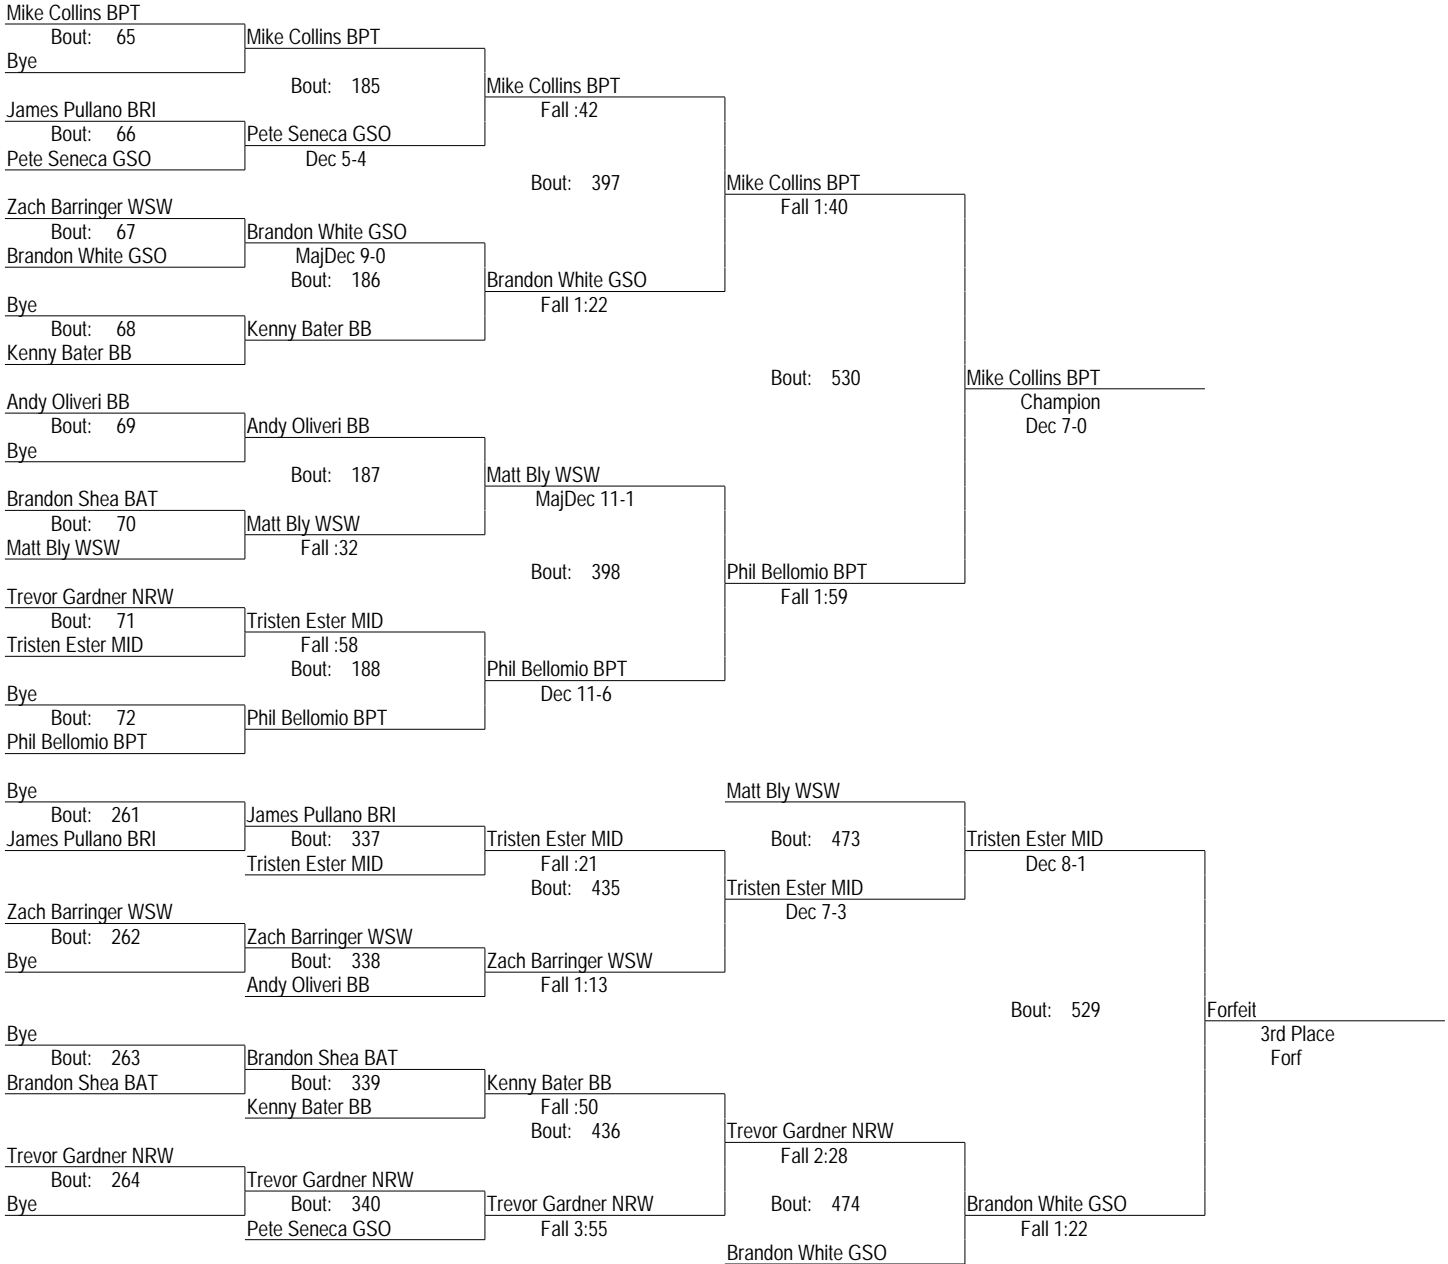 Mike Collins BPT
Bout: 65
Mike Collins BPT
Bye
Bout: 185
Mike Collins BPT
James Pullano BRI
Fall :42
Bout: 66
Pete Seneca GSO
Pete Seneca GSO
Dec 5-4
Bout: 397
Mike Collins BPT
Zach Barringer WSW
Fall 1:40
Bout: 67
Brandon White GSO
Brandon White GSO
MajDec 9-0
Bout: 186
Brandon White GSO
Bye
Fall 1:22
Bout: 68
Kenny Bater BB
Kenny Bater BB
Bout: 530
Mike Collins BPT
Andy Oliveri BB
Champion
Bout: 69
Andy Oliveri BB
Dec 7-0
Bye
Bout: 187
Matt Bly WSW
Brandon Shea BAT
MajDec 11-1
Bout: 70
Matt Bly WSW
Matt Bly WSW
Fall :32
Bout: 398
Phil Bellomio BPT
Trevor Gardner NRW
Fall 1:59
Bout: 71
Tristen Ester MID
Tristen Ester MID
Fall :58
Bout: 188
Phil Bellomio BPT
Bye
Dec 11-6
Bout: 72
Phil Bellomio BPT
Phil Bellomio BPT
Bye
Matt Bly WSW
Bout: 261
James Pullano BRI
James Pullano BRI
Bout: 337
Tristen Ester MID
Bout: 473
Tristen Ester MID
Tristen Ester MID
Fall :21
Dec 8-1
Bout: 435
Tristen Ester MID
Zach Barringer WSW
Dec 7-3
Bout: 262
Zach Barringer WSW
Bye
Bout: 338
Zach Barringer WSW
Andy Oliveri BB
Fall 1:13
Bout: 529
Forfeit
Bye
3rd Place
Bout: 263
Brandon Shea BAT
Forf
Brandon Shea BAT
Bout: 339
Kenny Bater BB
Kenny Bater BB
Fall :50
Bout: 436
Trevor Gardner NRW
Trevor Gardner NRW
Fall 2:28
Bout: 264
Trevor Gardner NRW
Bye
Bout: 340
Trevor Gardner NRW
Bout: 474
Brandon White GSO
Pete Seneca GSO
Fall 3:55
Fall 1:22
Brandon White GSO